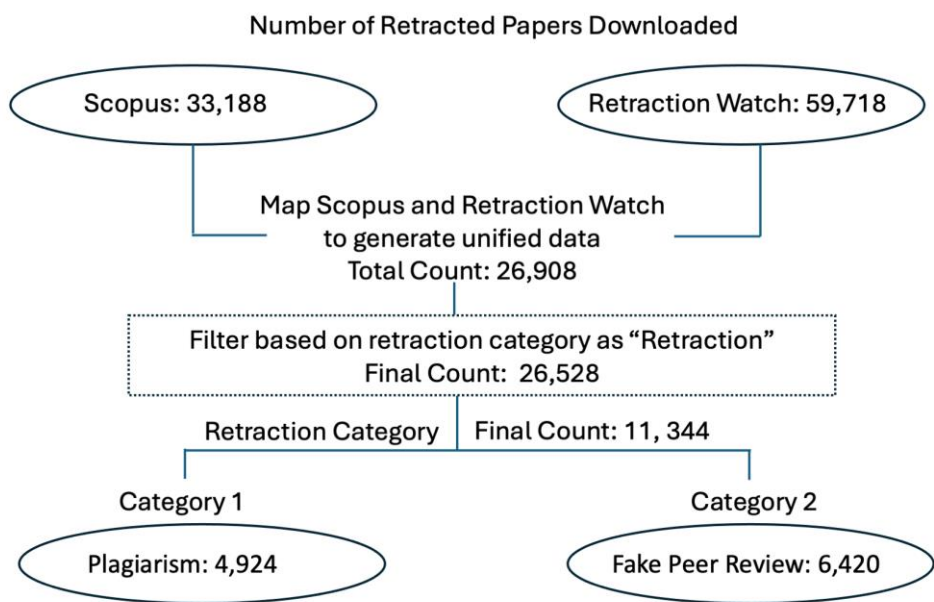 Number of Retracted Papers Downloaded
Scopus: 33,188
Retraction Watch: 59,718
Map Scopus and Retraction Watch
to generate unified data
Total Count: 26,908
Filter based on retraction category as “Retraction”
Final Count: 26,528
Retraction Category
Final Count: 11, 344
Category 1
Category 2
Plagiarism: 4,924
Fake Peer Review: 6,420